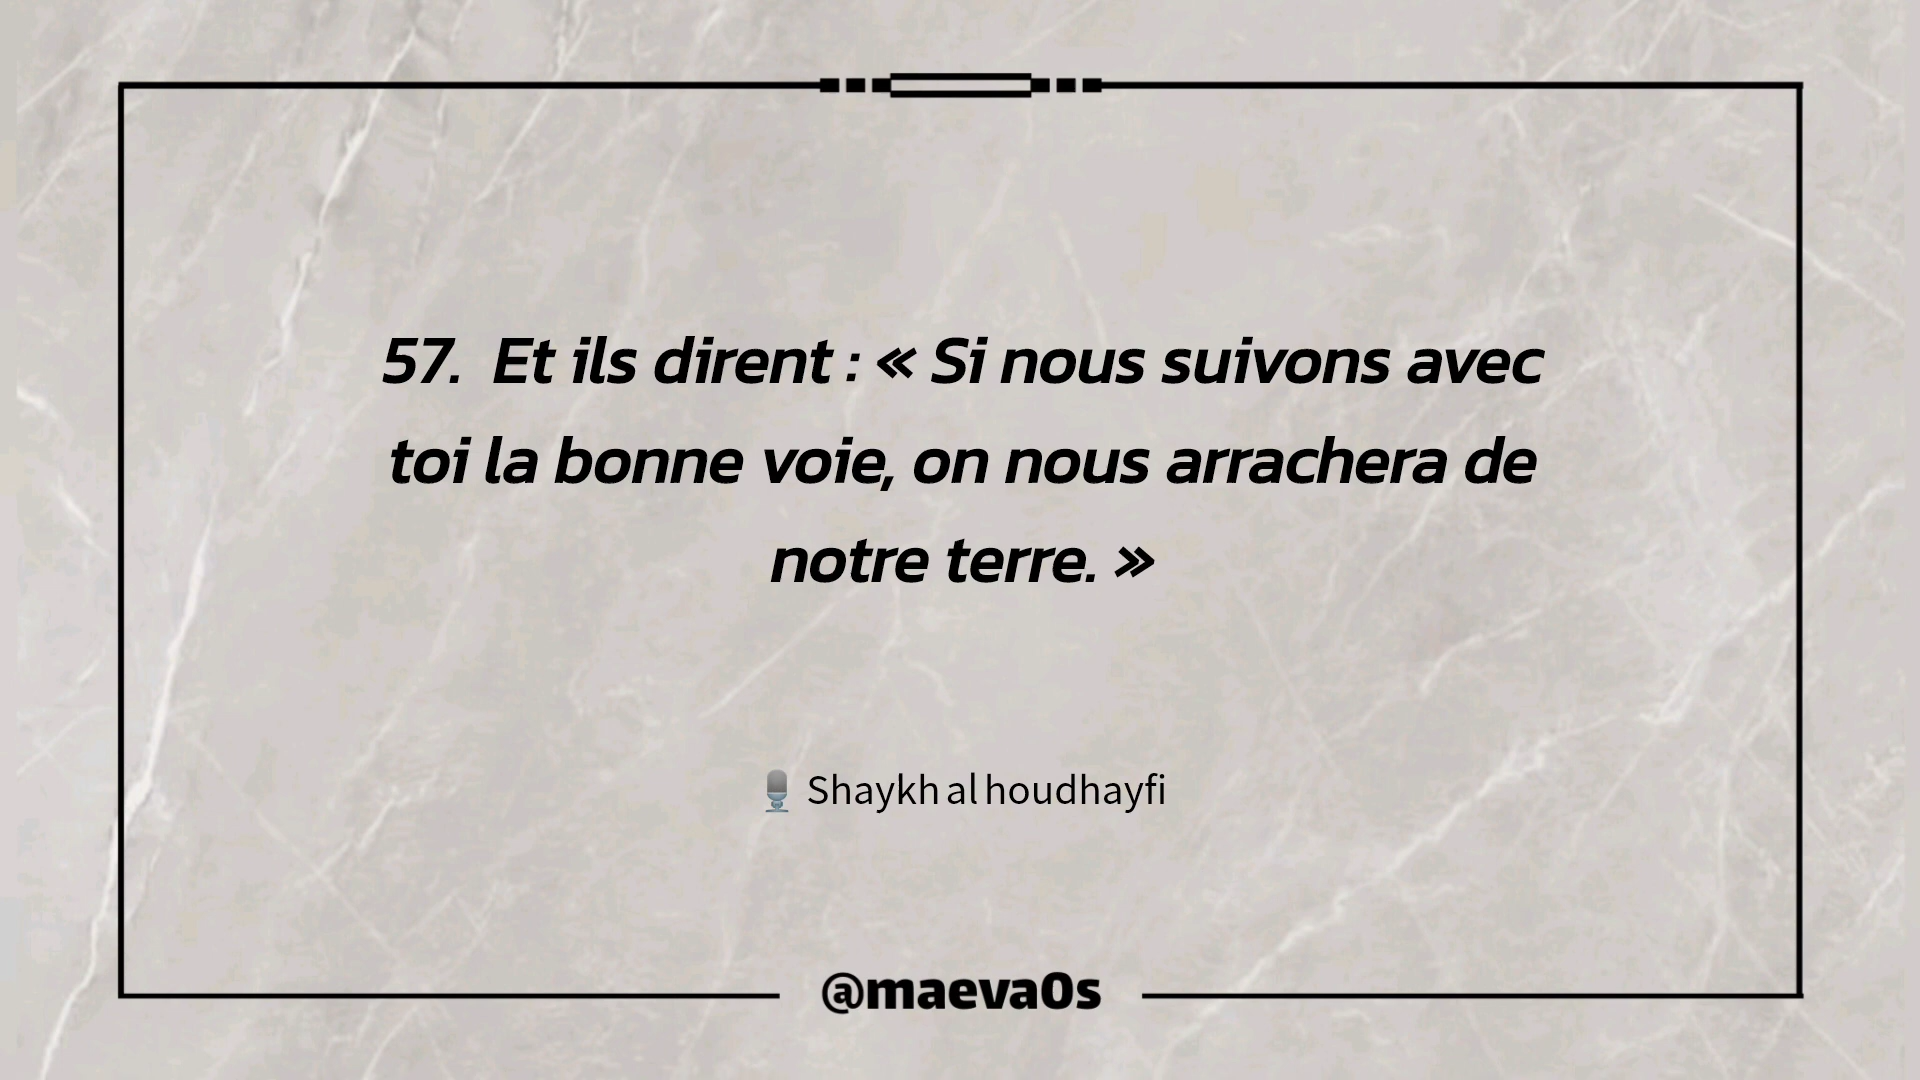 57. Et ils dirent : « Si nous suivons avec
toi la bonne voie, on nous arrachera de
notre terre. »
🎙️ Shaykh al houdhayfi
@maeva0s